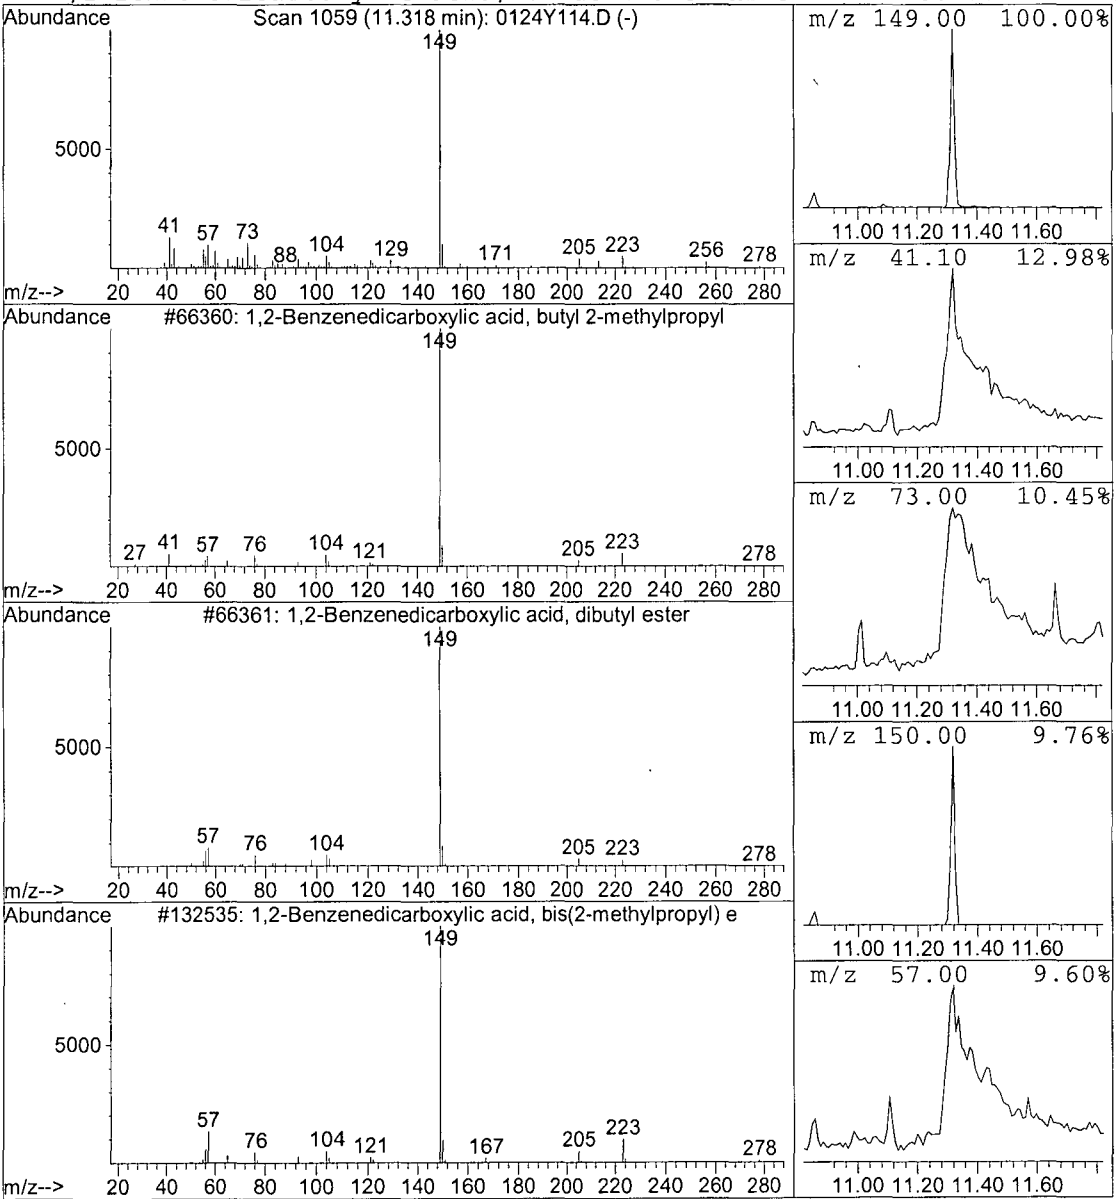 Abundance Scan 1059 (11.318 min): 0124Y114.D (-)
149
5000
41 57 73 88 104 129 171 205 223 256 278
m/z--> 20 40 60 80 100 120 140 160 180 200 220 240 260 280
Abundance #66360: 1,2-Benzenedicarboxylic acid, butyl 2-methylpropyl
149
5000
27 41 57 76 104 121 205 223 278
m/z--> 20 40 60 80 100 120 140 160 180 200 220 240 260 280
Abundance #66361: 1,2-Benzenedicarboxylic acid, dibutyl ester
149
5000
57 76 104 205 223 278
m/z--> 20 40 60 80 100 120 140 160 180 200 220 240 260 280
Abundance #132535: 1,2-Benzenedicarboxylic acid, bis(2-methylpropyl) e
149
5000
57 76 104 121 167 205 223 278
m/z--> 20 40 60 80 100 120 140 160 180 200 220 240 260 280
m/z 149.00 100.00%
11.00 11.20 11.40 11.60
m/z 41.10 12.98%
11.00 11.20 11.40 11.60
m/z 73.00 10.45%
11.00 11.20 11.40 11.60
m/z 150.00 9.76%
11.00 11.20 11.40 11.60
m/z 57.00 9.60%
11.00 11.20 11.40 11.60